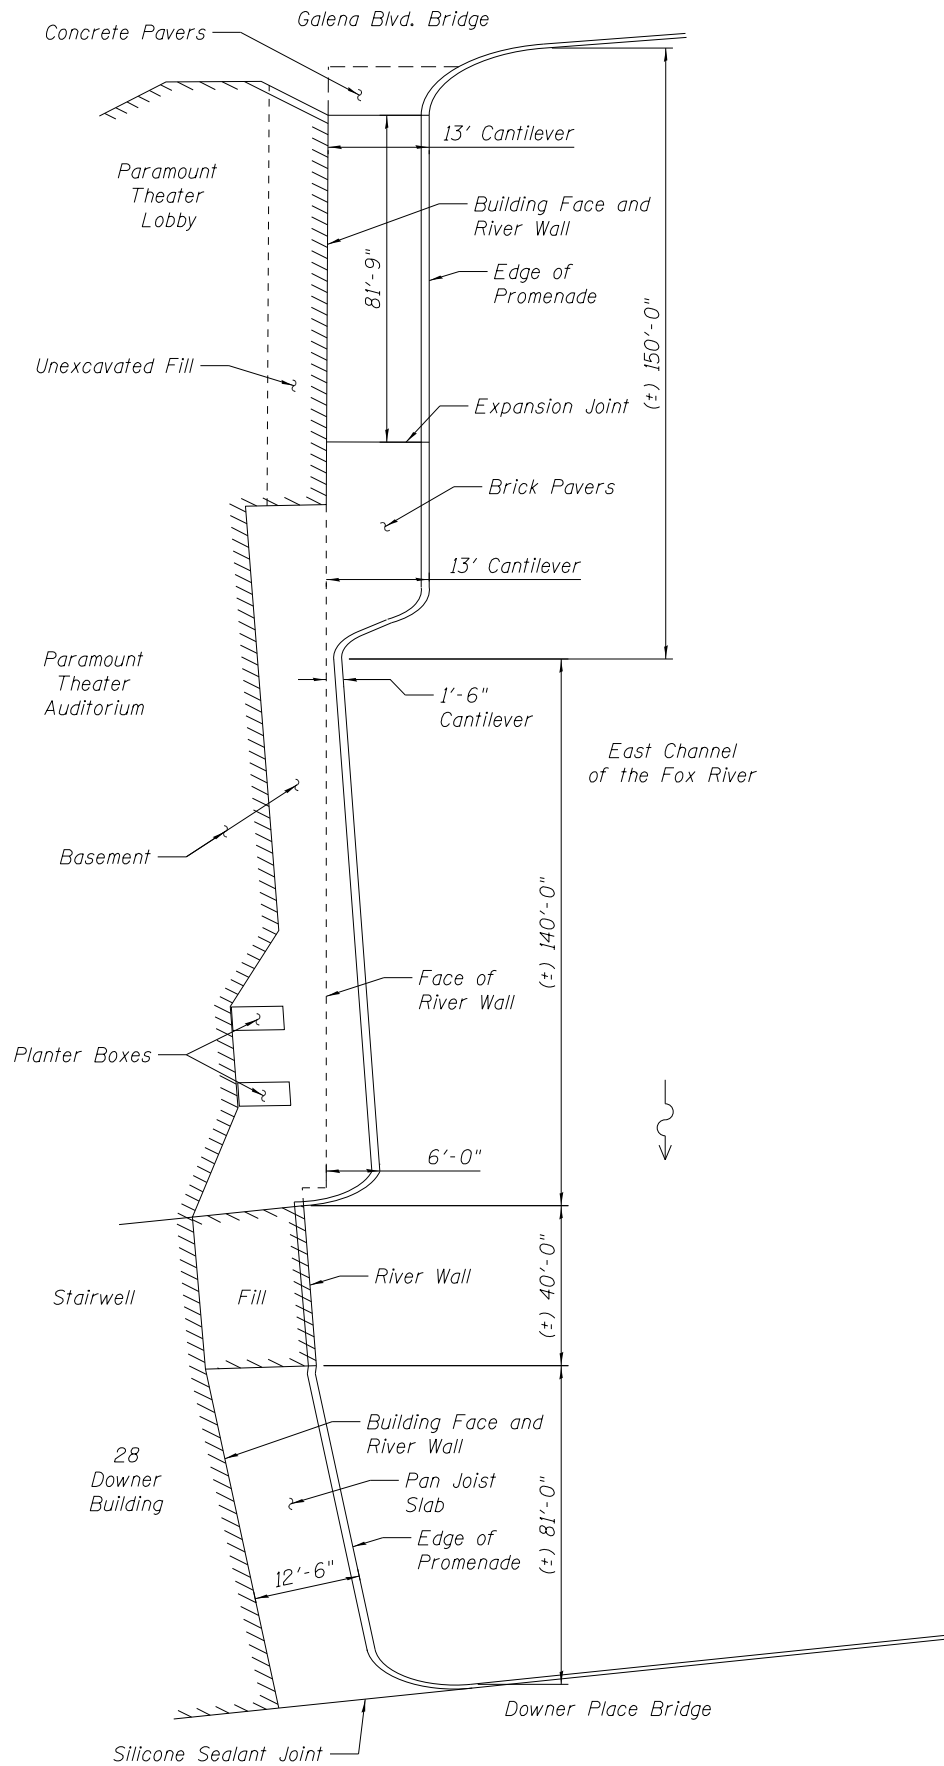 Galena Blvd. Bridge
Concrete Pavers
13' Cantilever
Paramount
Theater
Lobby
Building Face and
River Wall
81'-9"
Edge of
Promenade
(±) 150'-0"
Unexcavated Fill
Expansion Joint
Brick Pavers
13' Cantilever
Paramount
Theater
Auditorium
1'-6"
Cantilever
East Channel
of the Fox River
Basement
(±) 140'-0"
Face of
River Wall
Planter Boxes
6'-0"
River Wall
Stairwell
Fill
(±) 40'-0"
Building Face and
River Wall
28
Downer
Building
Pan Joist
Slab
Edge of
Promenade
(±) 81'-0"
12'-6"
Downer Place Bridge
Silicone Sealant Joint